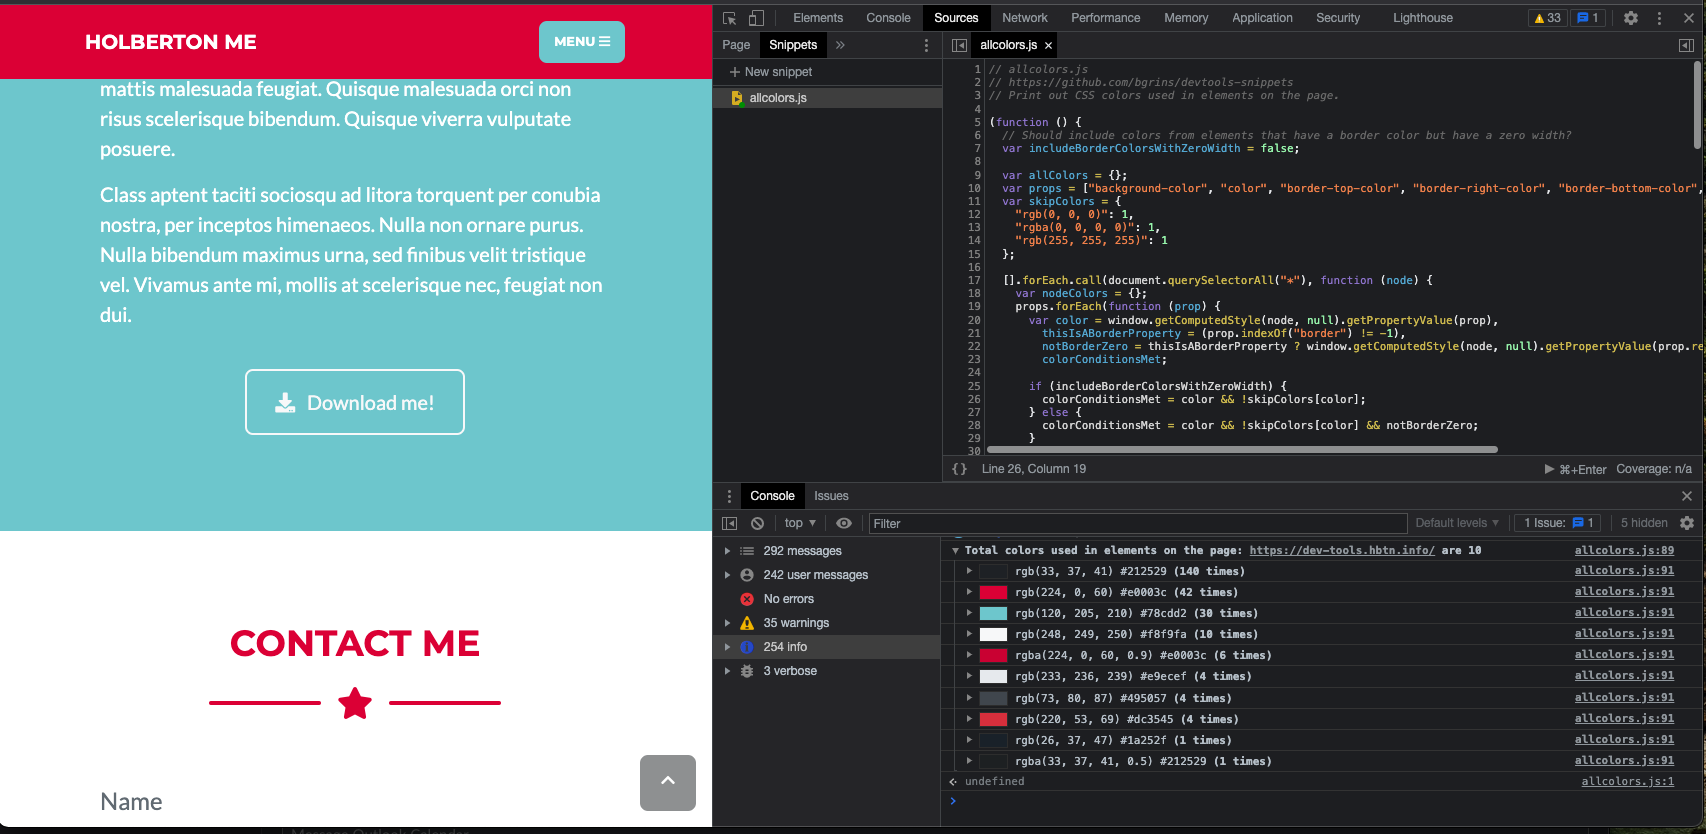 HOLBERTON ME
MENU
mattis malesuada feugiat. Quisque malesuada orci non
risus scelerisque bibendum. Quisque viverra vulputate
posuere.
Class aptent taciti sociosqu ad litora torquent per conubia
nostra, per inceptos himenaeos. Nulla non ornare purus.
Nulla bibendum maximus urna, sed finibus velit tristique
vel. Vivamus ante mi, mollis at scelerisque nec, feugiat non
dui.
Download me!
CONTACT ME
Name
Elements Console Sources Network Performance Memory Application Security Lighthouse 33 1
Page Snippets »
+ New snippet
allcolors.js
allcolors.js ×
1 // allcolors.js
2 // https://github.com/bgrins/devtools-snippets
3 // Print out CSS colors used in elements on the page.
4
5 (function () {
6 // Should include colors from elements that have a border color but have a zero width?
7 var includeBorderColorsWithZeroWidth = false;
8
9 var allColors = {};
10 var props = ["background-color", "color", "border-top-color", "border-right-color", "border-bottom-color",
11 var skipColors = {
12 "rgb(0, 0, 0)": 1,
13 "rgba(0, 0, 0, 0)": 1,
14 "rgb(255, 255, 255)": 1
15 };
16
17 [].forEach.call(document.querySelectorAll("*"), function (node) {
18 var nodeColors = {};
19 props.forEach(function (prop) {
20 var color = window.getComputedStyle(node, null).getPropertyValue(prop),
21 thisIsABorderProperty = (prop.indexOf("border") != -1),
22 notBorderZero = thisIsABorderProperty ? window.getComputedStyle(node, null).getPropertyValue(prop.re
23 colorConditionsMet;
24
25 if (includeBorderColorsWithZeroWidth) {
26 colorConditionsMet = color && !skipColors[color];
27 } else {
28 colorConditionsMet = color && !skipColors[color] && notBorderZero;
29 }
30
{} Line 26, Column 19 ⌘+Enter Coverage: n/a
Console Issues
top Filter Default levels 1 Issue: 1 5 hidden
292 messages
242 user messages
No errors
35 warnings
254 info
3 verbose
Total colors used in elements on the page: https://dev-tools.hbtn.info/ are 10 allcolors.js:89
rgb(33, 37, 41) #212529 (140 times) allcolors.js:91
rgb(224, 0, 60) #e0003c (42 times) allcolors.js:91
rgb(120, 205, 210) #78cdd2 (30 times) allcolors.js:91
rgb(248, 249, 250) #f8f9fa (10 times) allcolors.js:91
rgba(224, 0, 60, 0.9) #e0003c (6 times) allcolors.js:91
rgb(233, 236, 239) #e9ecef (4 times) allcolors.js:91
rgb(73, 80, 87) #495057 (4 times) allcolors.js:91
rgb(220, 53, 69) #dc3545 (4 times) allcolors.js:91
rgb(26, 37, 47) #1a252f (1 times) allcolors.js:91
rgba(33, 37, 41, 0.5) #212529 (1 times) allcolors.js:91
undefined allcolors.js:1